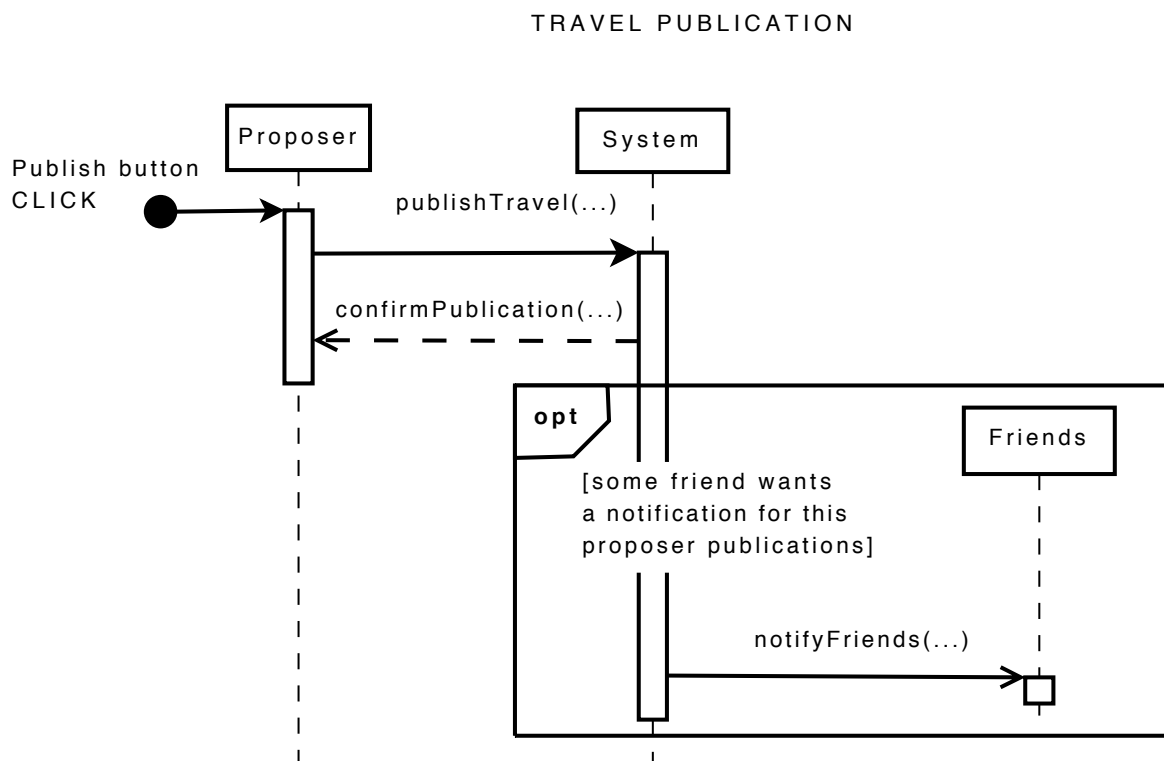 TRAVEL PUBLICATION
Proposer
System
Publish button
CLICK
publishTravel(...)
confirmPublication(...)
opt
Friends
[some friend wants
a notification for this
proposer publications]
notifyFriends(...)